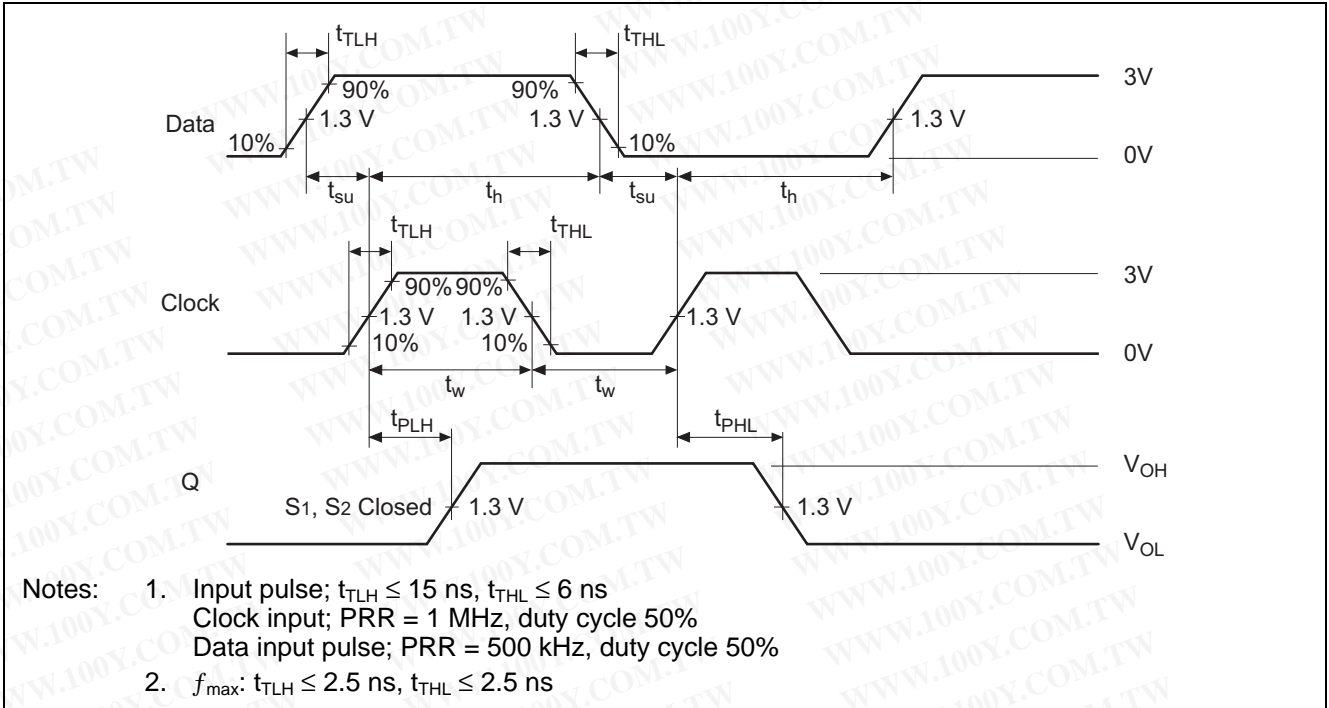 tTLH tTHL
3V
90% 90%
Data 1.3 V 1.3 V 1.3 V
10% 10%
0V
tsu th tsu th
tTLH tTHL
3V
90% 90%
Clock
1.3 V 1.3 V 1.3 V
10% 10%
0V
tw tw
tPLH tPHL
VOH
Q
S1, S2 Closed 1.3 V 1.3 V
VOL
Notes: 1. Input pulse; tTLH ≤ 15 ns, tTHL ≤ 6 ns
Clock input; PRR = 1 MHz, duty cycle 50%
Data input pulse; PRR = 500 kHz, duty cycle 50%
2. fmax: tTLH ≤ 2.5 ns, tTHL ≤ 2.5 ns
WWW.100Y.COM.TW